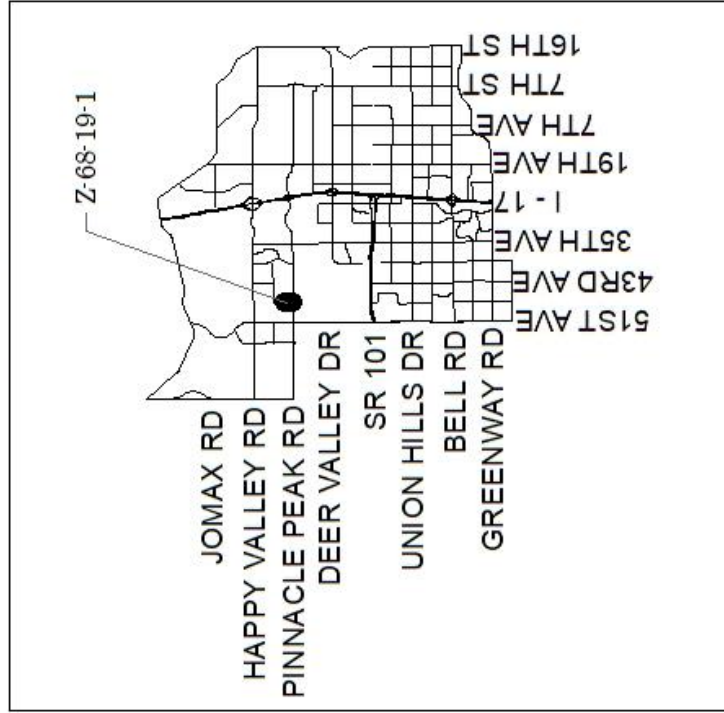 Z-68-19-1
JOMAX RD
HAPPY VALLEY RD
PINNACLE PEAK RD
DEER VALLEY DR
SR 101
UNION HILLS DR
BELL RD
GREENWAY RD
51ST AVE
43RD AVE
35TH AVE
I - 17
19TH AVE
7TH AVE
7TH ST
16TH ST